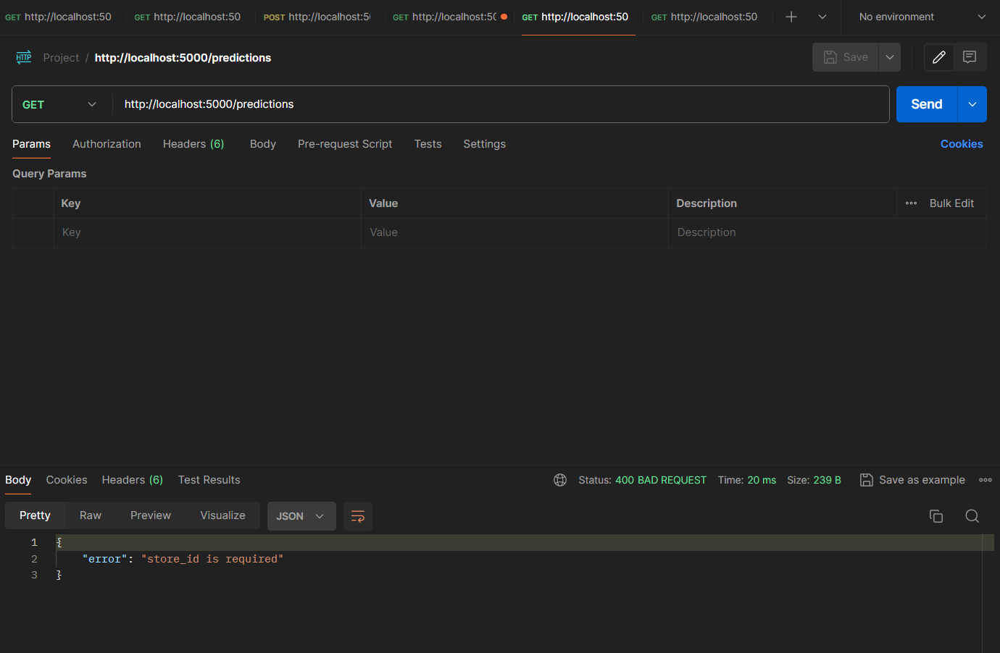 GET http://localhost:50 GET http://localhost:50 POST http://localhost:5 GET http://localhost:50 GET http://localhost:50 GET http://localhost:50 No environment
HTTP Project / http://localhost:5000/predictions Save
GET http://localhost:5000/predictions Send
Params Authorization Headers (6) Body Pre-request Script Tests Settings Cookies
Query Params
Key Value Description Bulk Edit
Key Value Description
Body Cookies Headers (6) Test Results Status: 400 BAD REQUEST Time: 20 ms Size: 239 B Save as example
Pretty Raw Preview Visualize JSON
1 {
2 "error": "store_id is required"
3 }